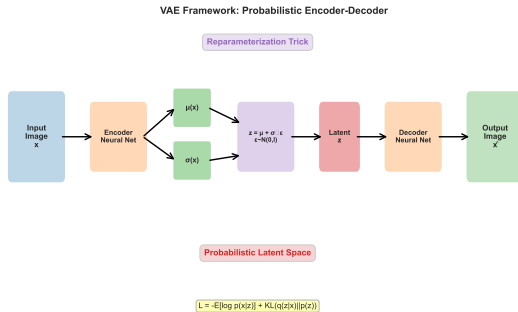 VAE Framework: Probabilistic Encoder-Decoder
Reparameterization Trick
Input
Image
x
Encoder
Neural Net
μ(x)
σ(x)
z = μ + σ□ε
ε~N(0,I)
Latent
z
Decoder
Neural Net
Output
Image
x̂
Probabilistic Latent Space
L = -E[log p(x|z)] + KL(q(z|x)||p(z))